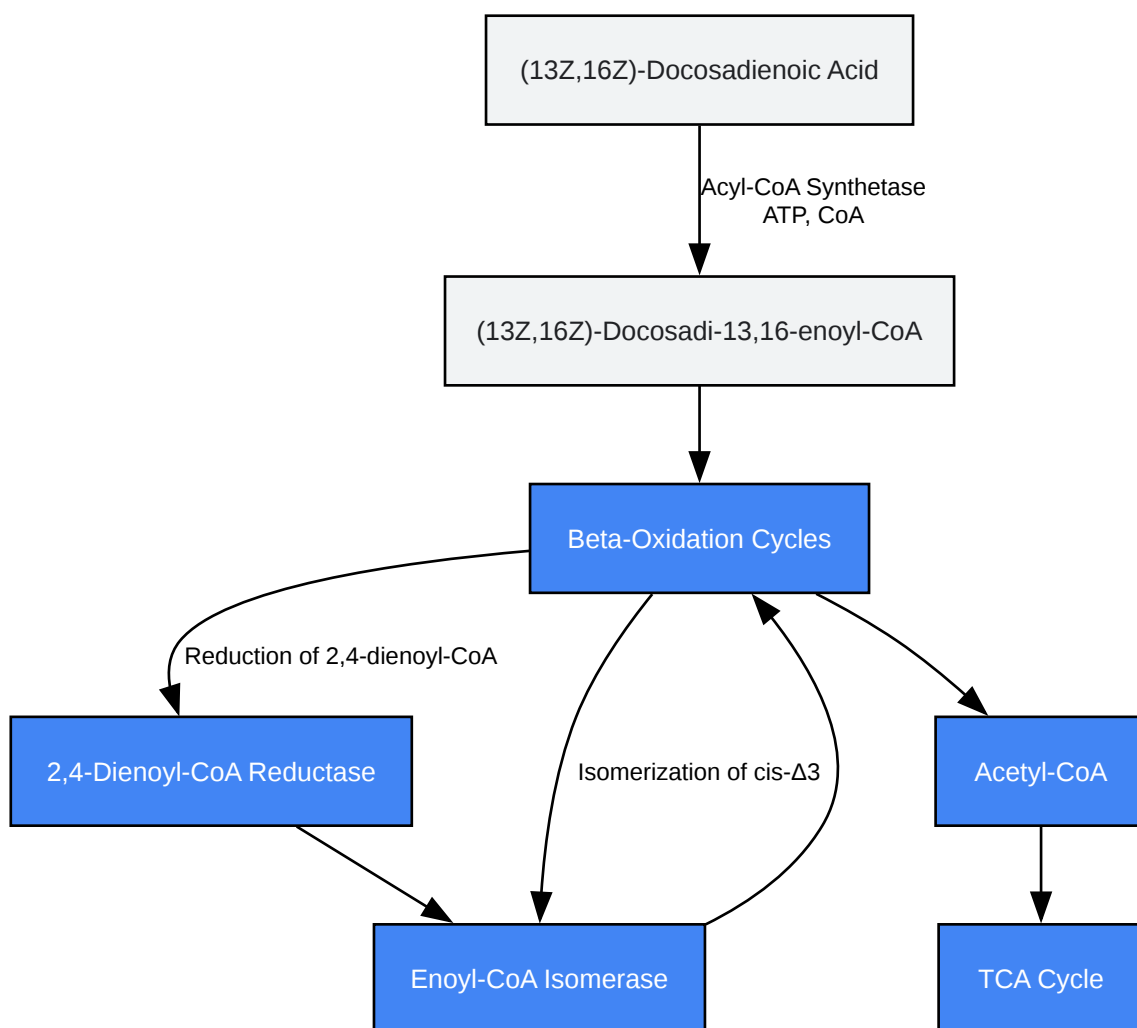 (13Z,16Z)-Docosadienoic Acid
Acyl-CoA Synthetase
ATP, CoA
(13Z,16Z)-Docosadi-13,16-enoyl-CoA
Beta-Oxidation Cycles
Reduction of 2,4-dienoyl-CoA
2,4-Dienoyl-CoA Reductase
Isomerization of cis-Δ3
Acetyl-CoA
Enoyl-CoA Isomerase
TCA Cycle